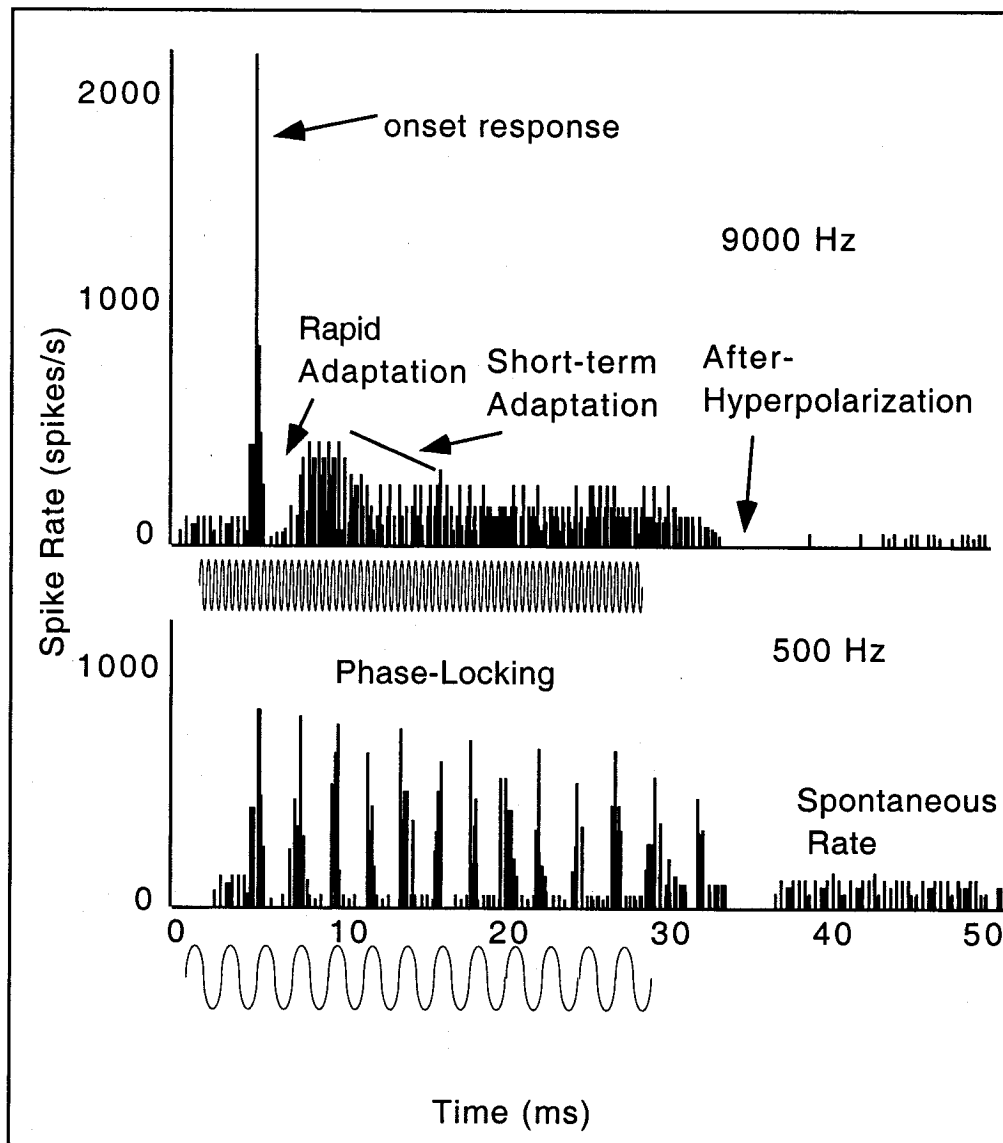 2000
onset response
9000 Hz
1000
Rapid
Adaptation
Short-term
Adaptation
After-
Hyperpolarization
0
Spike Rate (spikes/s)
500 Hz
1000
Phase-Locking
Spontaneous
Rate
0
0 10 20 30 40 50
Time (ms)